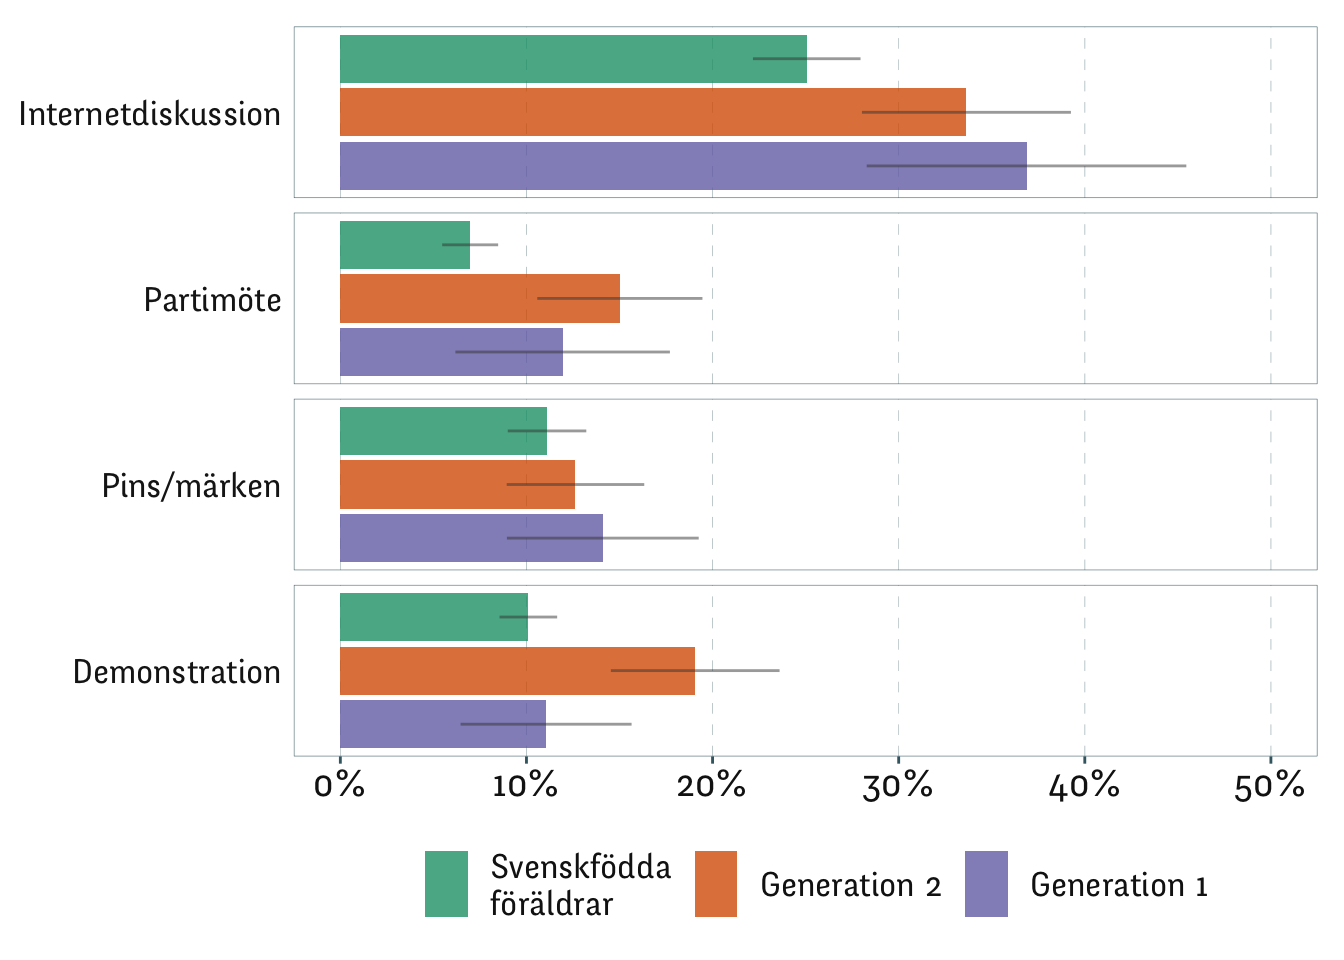 Internetdiskussion
Partimöte
Pins/märken
Demonstration
0% 10% 20% 30% 40% 50%
Svenskfödda
föräldrar
Generation 2
Generation 1